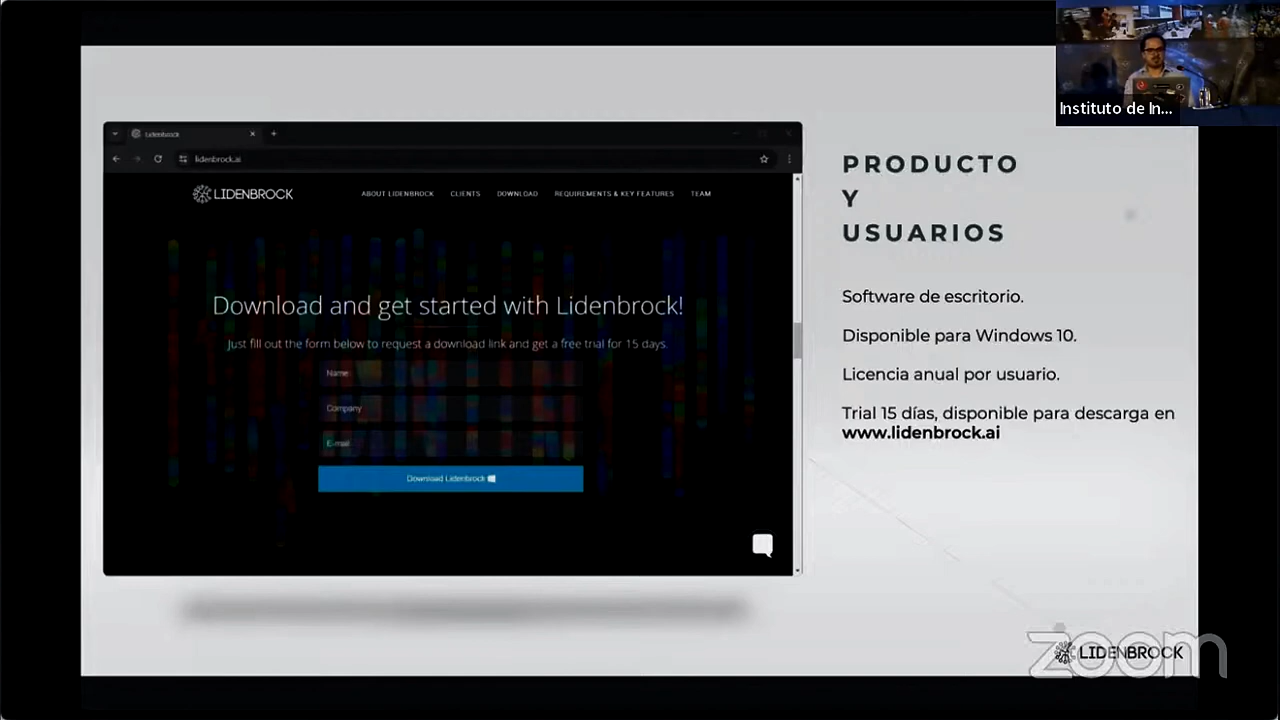 Instituto de In...
Lidenbrock
lidenbrock.ai
LIDENBROCK
ABOUT LIDENBROCK CLIENTS DOWNLOAD REQUIREMENTS & KEY FEATURES TEAM
Download and get started with Lidenbrock!
Just fill out the form below to request a download link and get a free trial for 15 days.
Name
Company
E-mail
Download Lidenbrock
PRODUCTO
Y
USUARIOS
Software de escritorio.
Disponible para Windows 10.
Licencia anual por usuario.
Trial 15 días, disponible para descarga en
www.lidenbrock.ai
LIDENBROCK
zoom